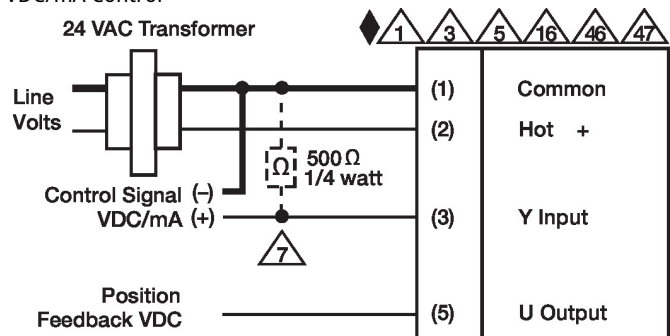 VDC/mA Control
24 VAC Transformer
1 3 5 16 46 47
Line
Volts
(1) Common
(2) Hot +
Ω 500 Ω
1/4 watt
Control Signal (–)
VDC/mA (+)
(3) Y Input
7
Position
Feedback VDC
(5) U Output